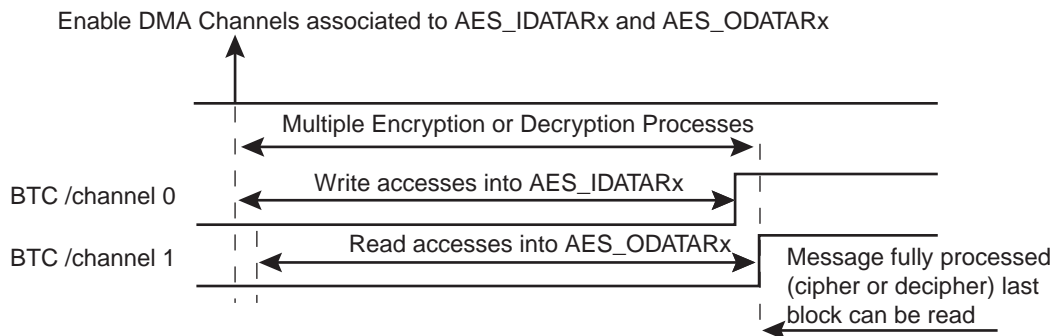 Enable DMA Channels associated to AES_IDATARx and AES_ODATARx
Multiple Encryption or Decryption Processes
BTC /channel 0
Write accesses into AES_IDATARx
BTC /channel 1
Read accesses into AES_ODATARx
Message fully processed
(cipher or decipher) last
block can be read